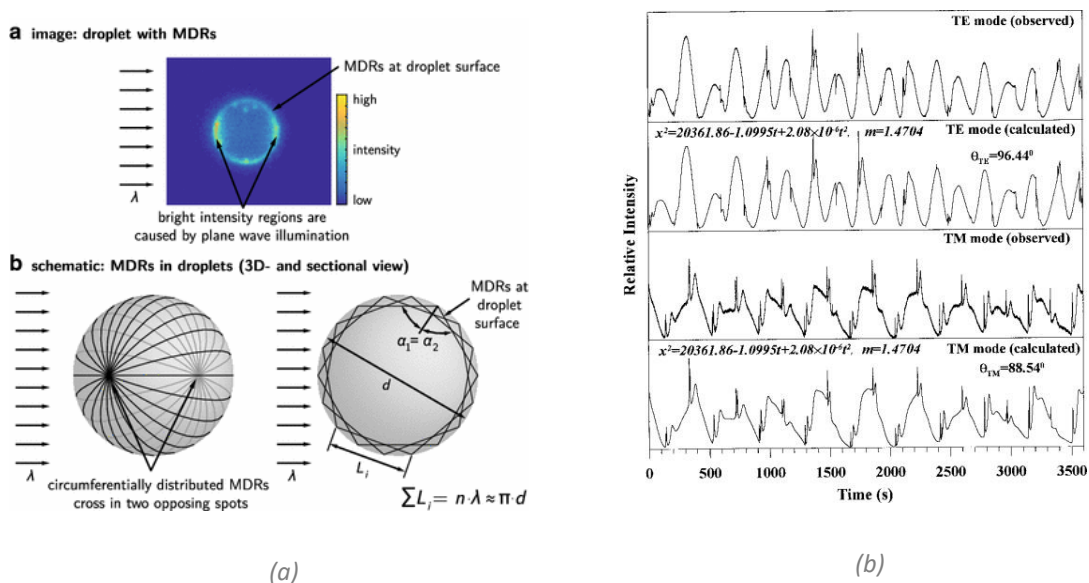 a image: droplet with MDRs
MDRs at droplet surface
high
intensity
low
λ
bright intensity regions are
caused by plane wave illumination
b schematic: MDRs in droplets (3D- and sectional view)
MDRs at
droplet
surface
α1= α2
d
Li
λ
λ
circumferentially distributed MDRs
cross in two opposing spots
∑Li = n·λ ≈ π·d
(a)
TE mode (observed)
x²=20361.86-1.0995t+2.08×10⁻⁶t², m=1.4704
TE mode (calculated)
θTE=96.44⁰
TM mode (observed)
x²=20361.86-1.0995t+2.08×10⁻⁶t², m=1.4704
TM mode (calculated)
θTM=88.54⁰
Relative Intensity
0 500 1000 1500 2000 2500 3000 3500
Time (s)
(b)